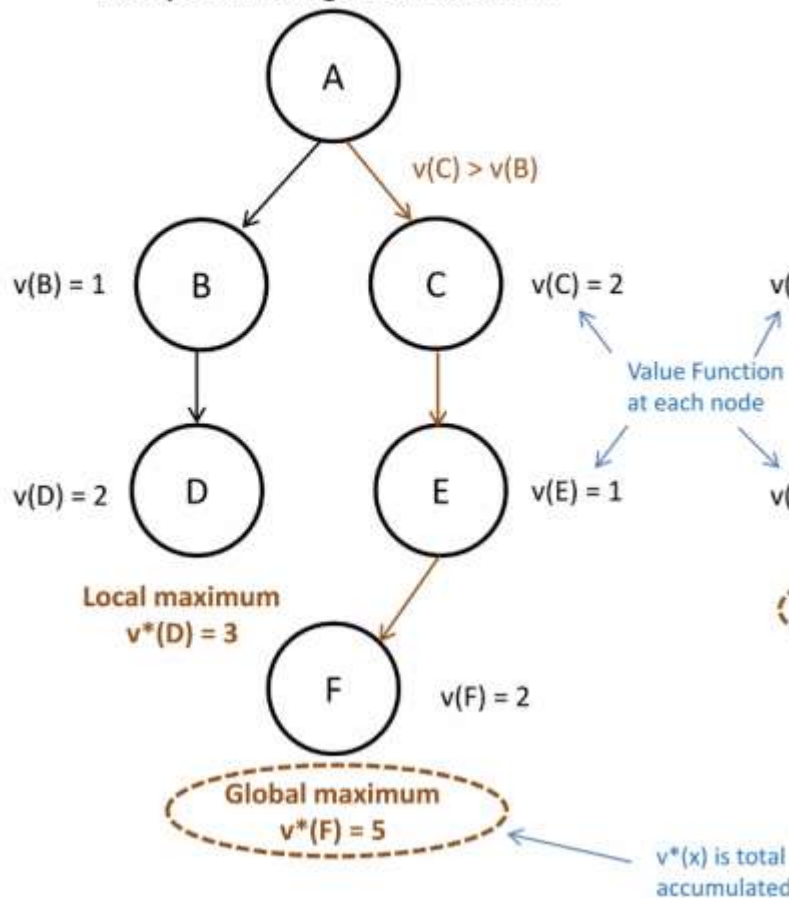 A
v(C) > v(B)
v(B) = 1
B
C
v(C) = 2
v(
Value Function
at each node
v(D) = 2
D
E
v(E) = 1
v(
Local maximum
v*(D) = 3
F
v(F) = 2
Global maximum
v*(F) = 5
v*(x) is total
accumulated